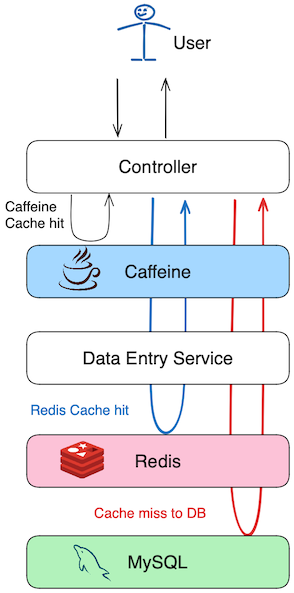 User
Controller
Caffeine
Cache hit
Caffeine
Data Entry Service
Redis Cache hit
Redis
Cache miss to DB
MySQL